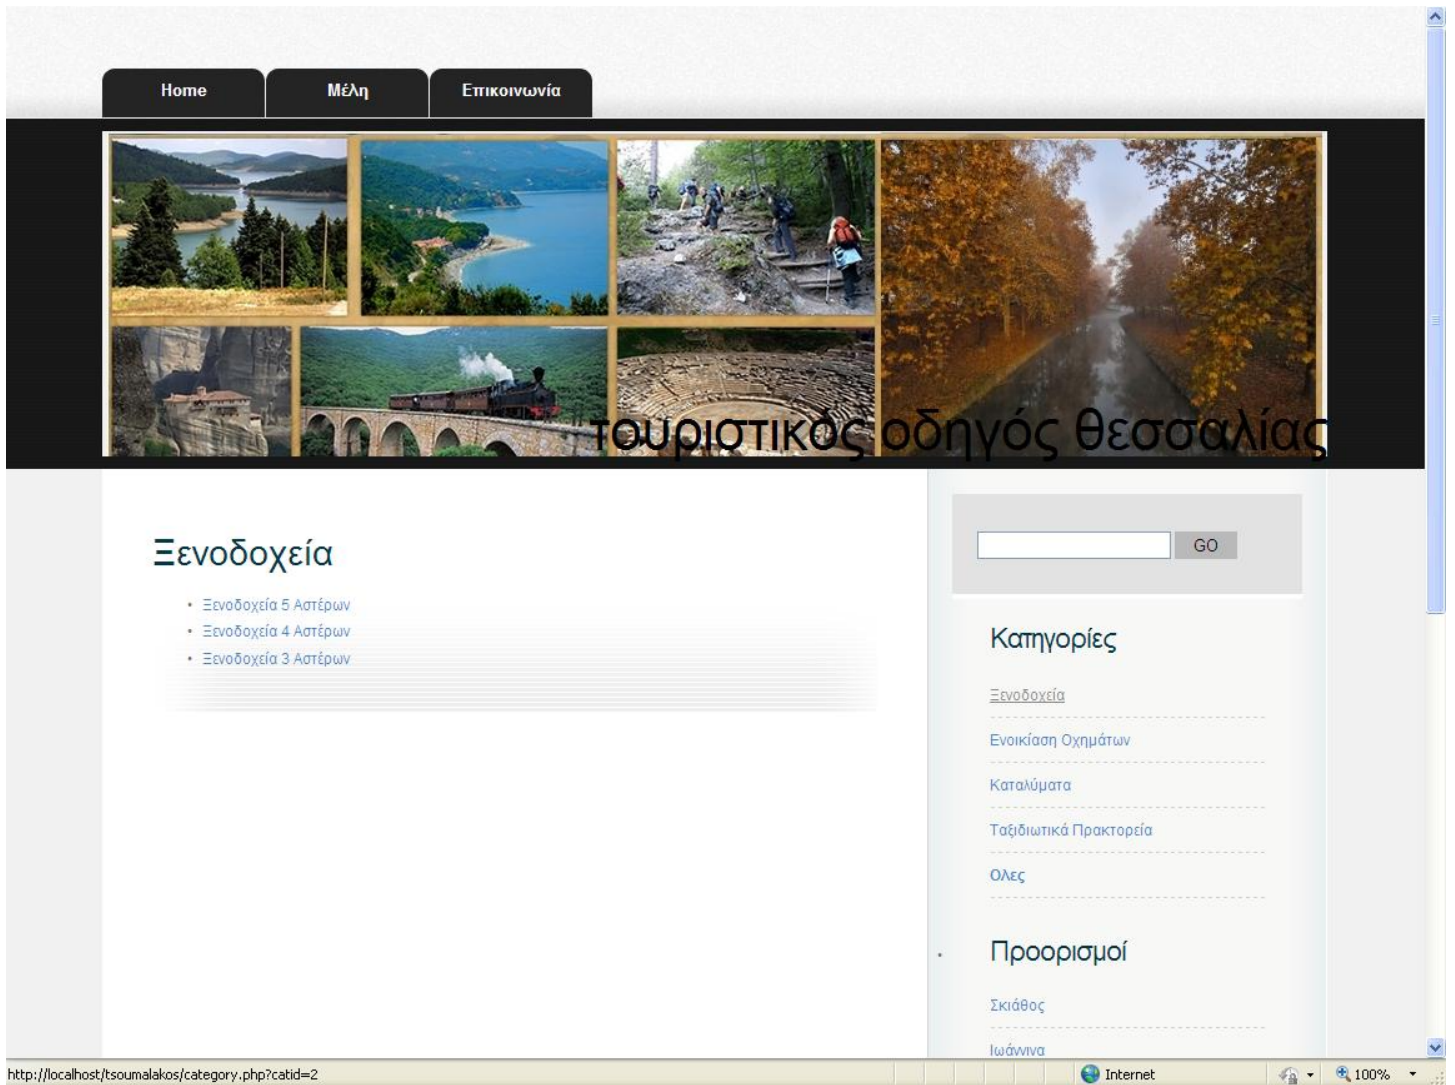 Home
Μέλη
Επικοινωνία
τουριστικός οδηγός θεσσαλίας
Ξενοδοχεία
• Ξενοδοχεία 5 Αστέρων
• Ξενοδοχεία 4 Αστέρων
• Ξενοδοχεία 3 Αστέρων
GO
Κατηγορίες
Ξενοδοχεία
Ενοικίαση Οχημάτων
Καταλύματα
Ταξιδιωτικά Πρακτορεία
Ολες
Προορισμοί
Σκιάθος
Ιωάννινα
http://localhost/tsoumalakos/category.php?catid=2
Internet
100%